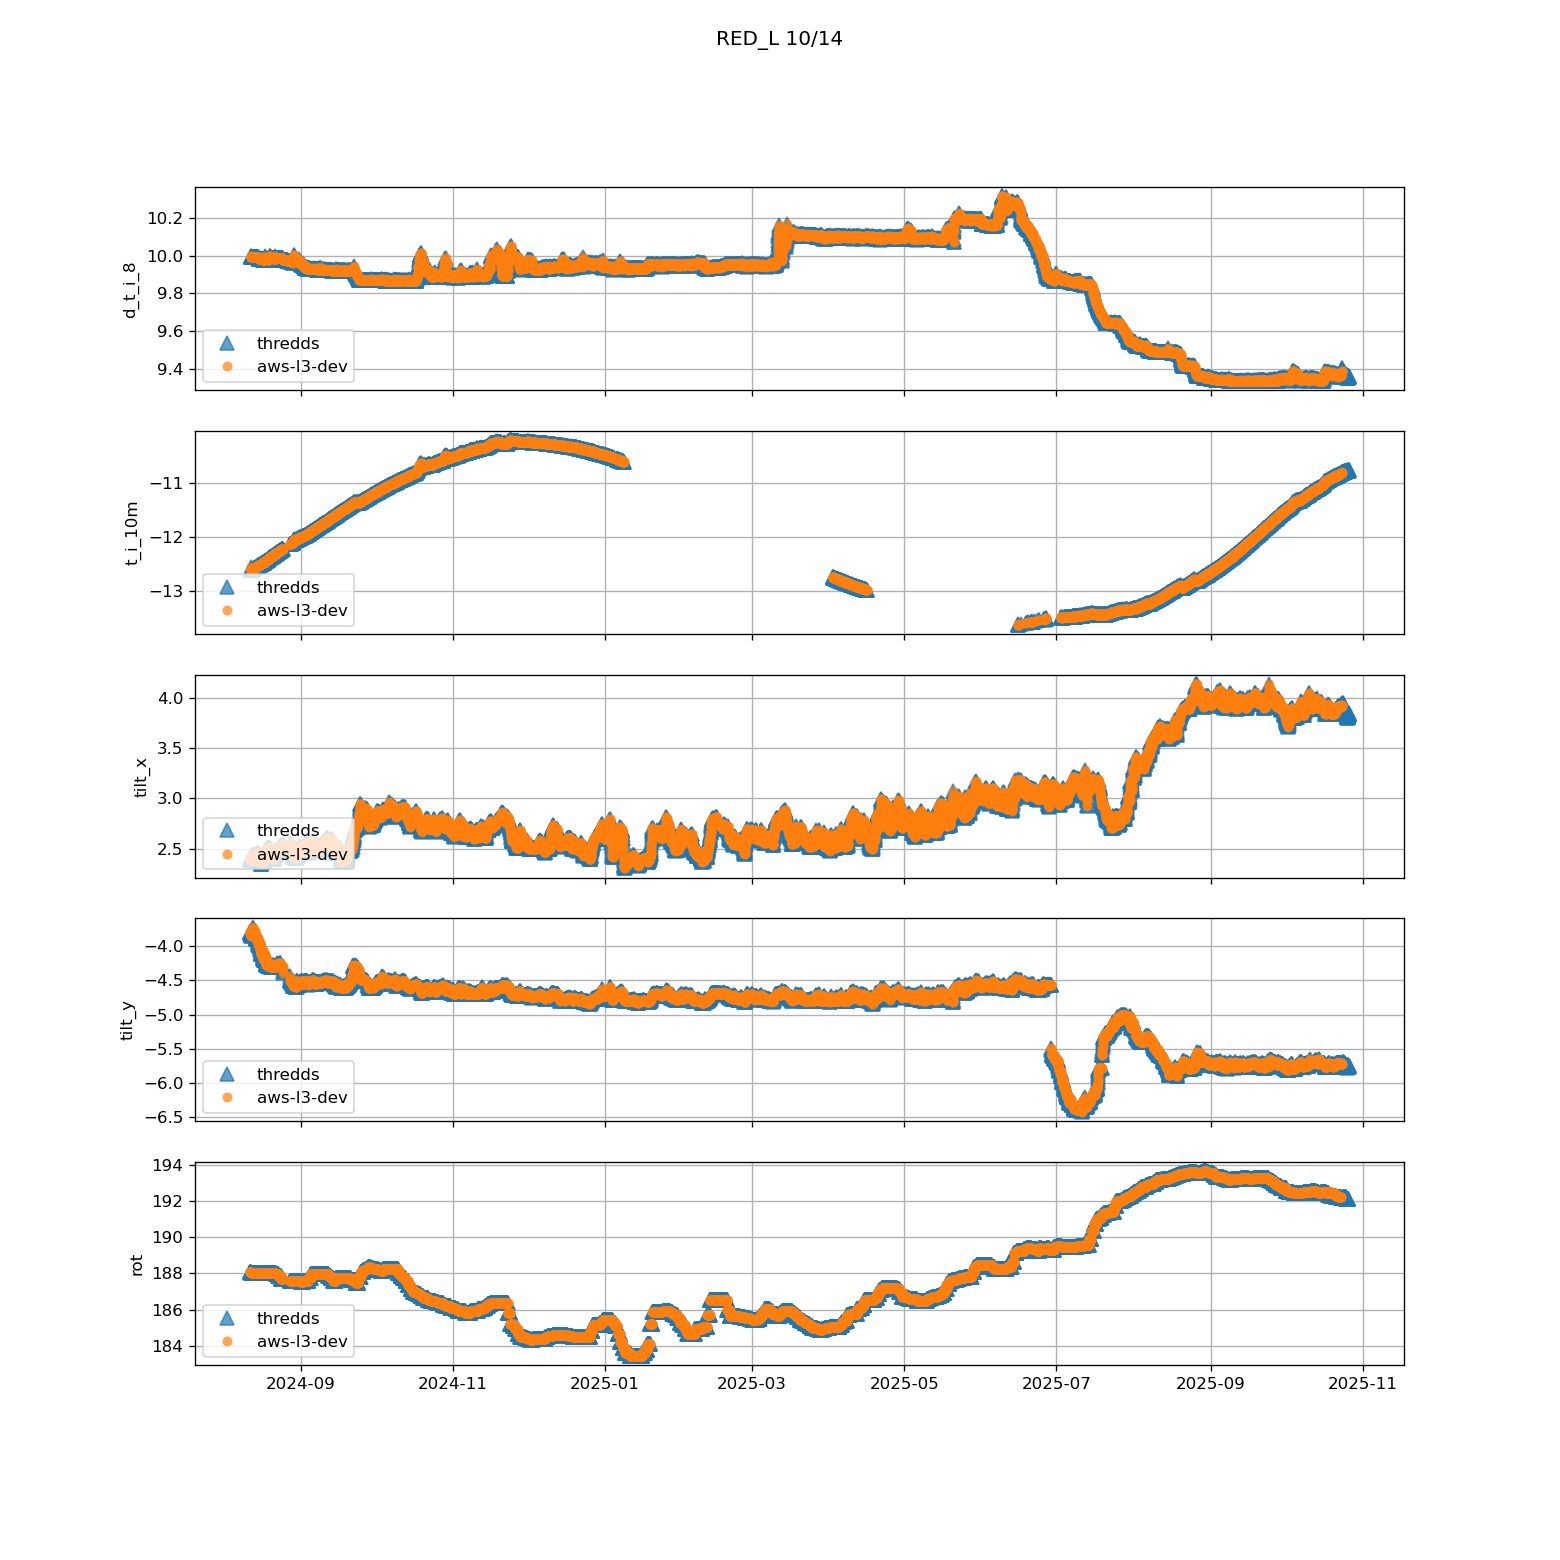 RED_L 10/14
d_t_i_8
10.2
10.0
9.8
9.6
9.4
thredds
aws-l3-dev
t_i_10m
−11
−12
−13
thredds
aws-l3-dev
tilt_x
4.0
3.5
3.0
2.5
thredds
aws-l3-dev
tilt_y
−4.0
−4.5
−5.0
−5.5
−6.0
−6.5
thredds
aws-l3-dev
rot
194
192
190
188
186
184
thredds
aws-l3-dev
2024-09 2024-11 2025-01 2025-03 2025-05 2025-07 2025-09 2025-11